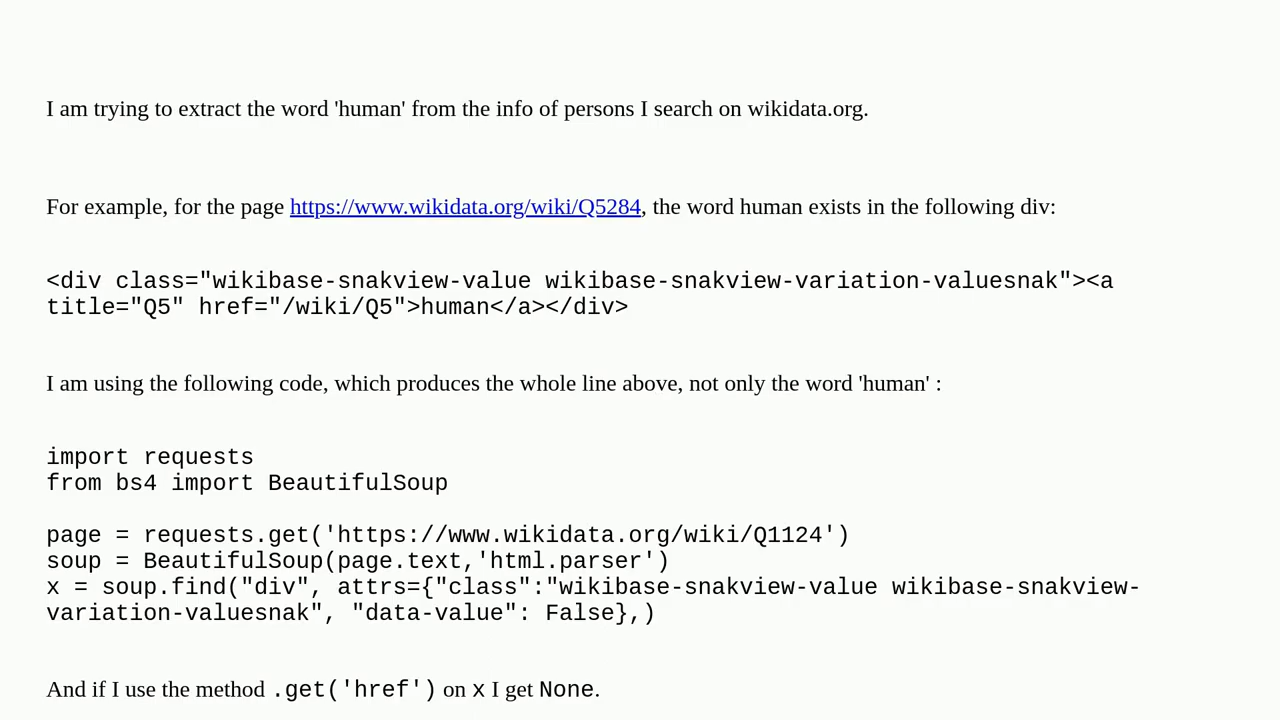 I am trying to extract the word 'human' from the info of persons I search on wikidata.org.
For example, for the page https://www.wikidata.org/wiki/Q5284, the word human exists in the following div:
<div class="wikibase-snakview-value wikibase-snakview-variation-valuesnak"><a
title="Q5" href="/wiki/Q5">human</a></div>
I am using the following code, which produces the whole line above, not only the word 'human' :
import requests
from bs4 import BeautifulSoup
page = requests.get('https://www.wikidata.org/wiki/Q1124')
soup = BeautifulSoup(page.text,'html.parser')
x = soup.find("div", attrs={"class":"wikibase-snakview-value wikibase-snakview-
variation-valuesnak", "data-value": False},)
And if I use the method .get('href') on x I get None.